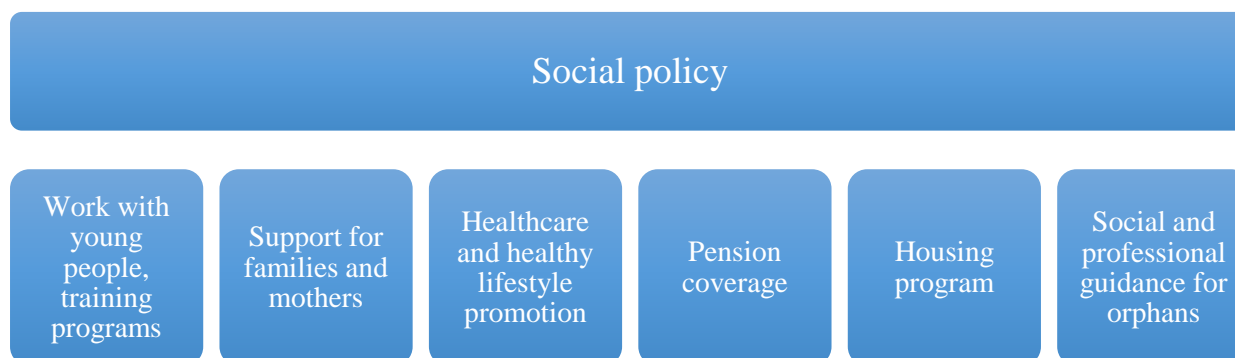 Social policy
Work with
young
people,
training
programs
Support for
families and
mothers
Healthcare
and healthy
lifestyle
promotion
Pension
coverage
Housing
program
Social and
professional
guidance for
orphans